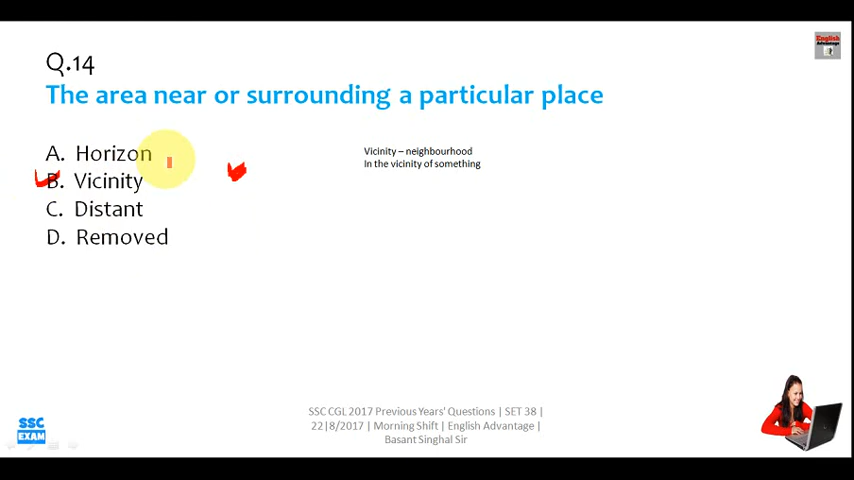 English
Advantage
Q.14
The area near or surrounding a particular place
A. Horizon
B. Vicinity
C. Distant
D. Removed
Vicinity – neighbourhood
In the vicinity of something
SSC
EXAM
SSC CGL 2017 Previous Years' Questions | SET 38 |
22|8/2017 | Morning Shift | English Advantage |
Basant Singhal Sir